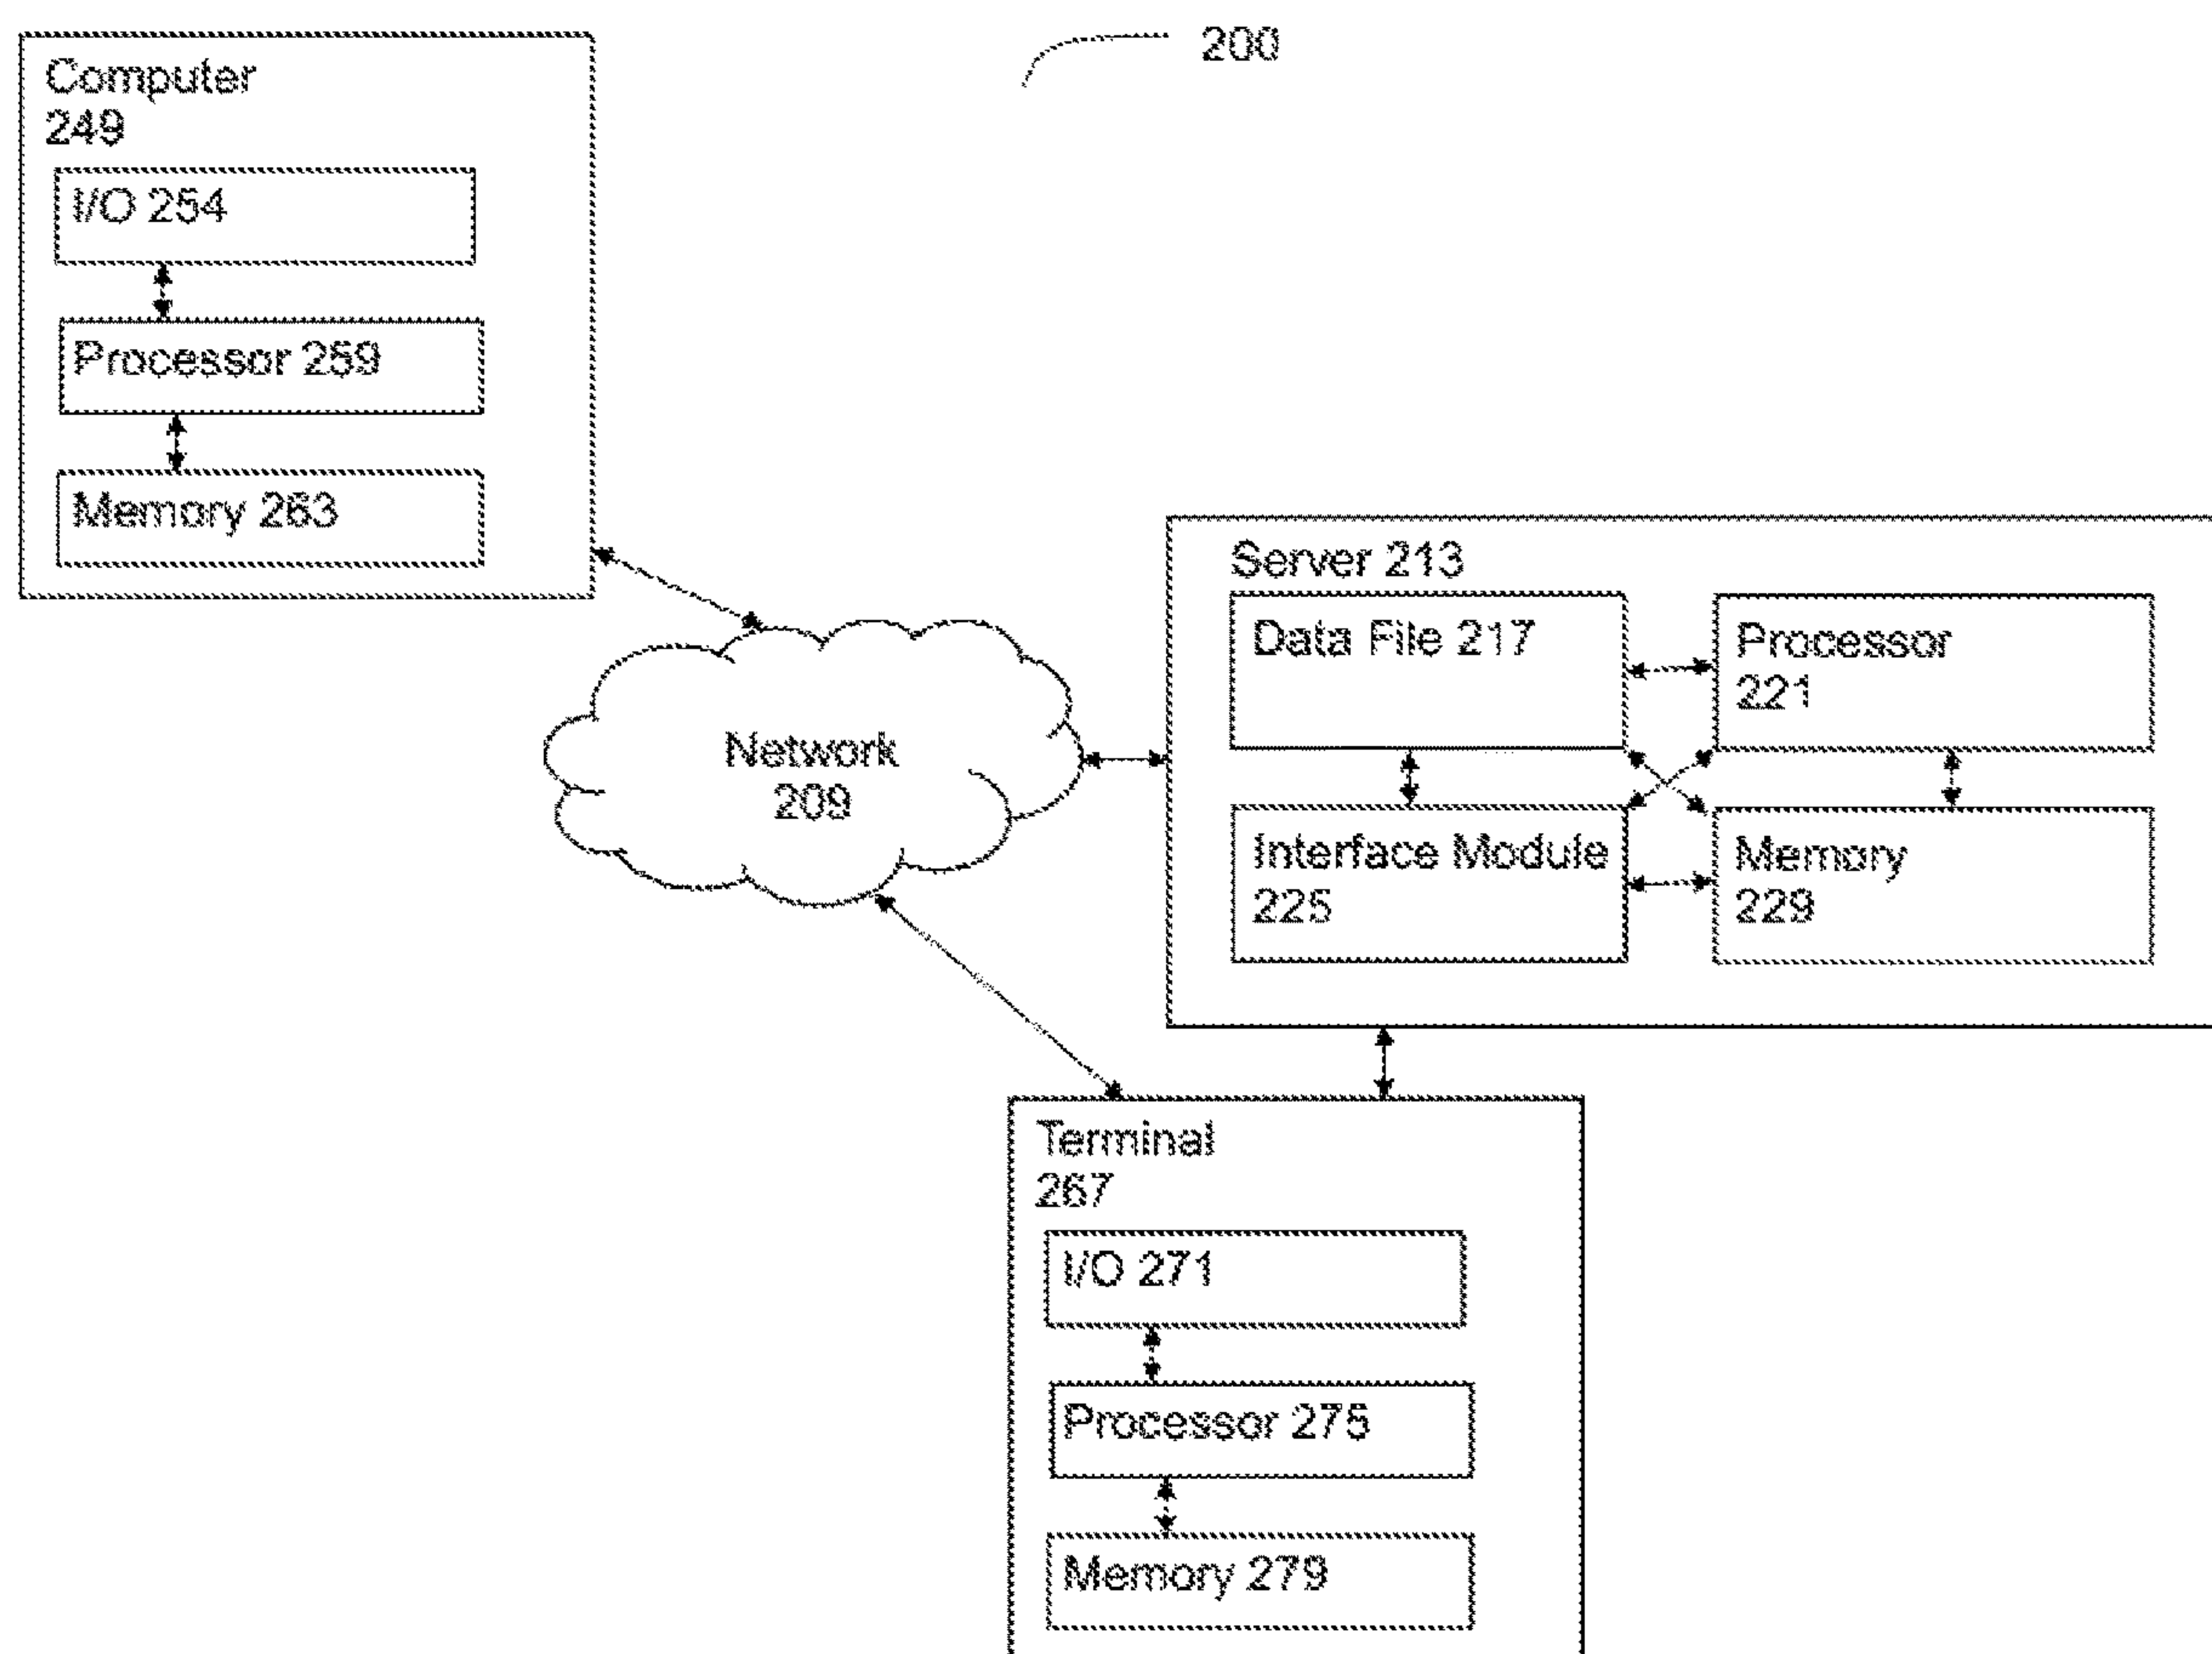 200
Computer
249
I/O 254
Processor 259
Memory 263
Server 213
Data File 217
Processor
221
Network
209
Interface Module
225
Memory
229
Terminal
267
I/O 271
Processor 275
Memory 279